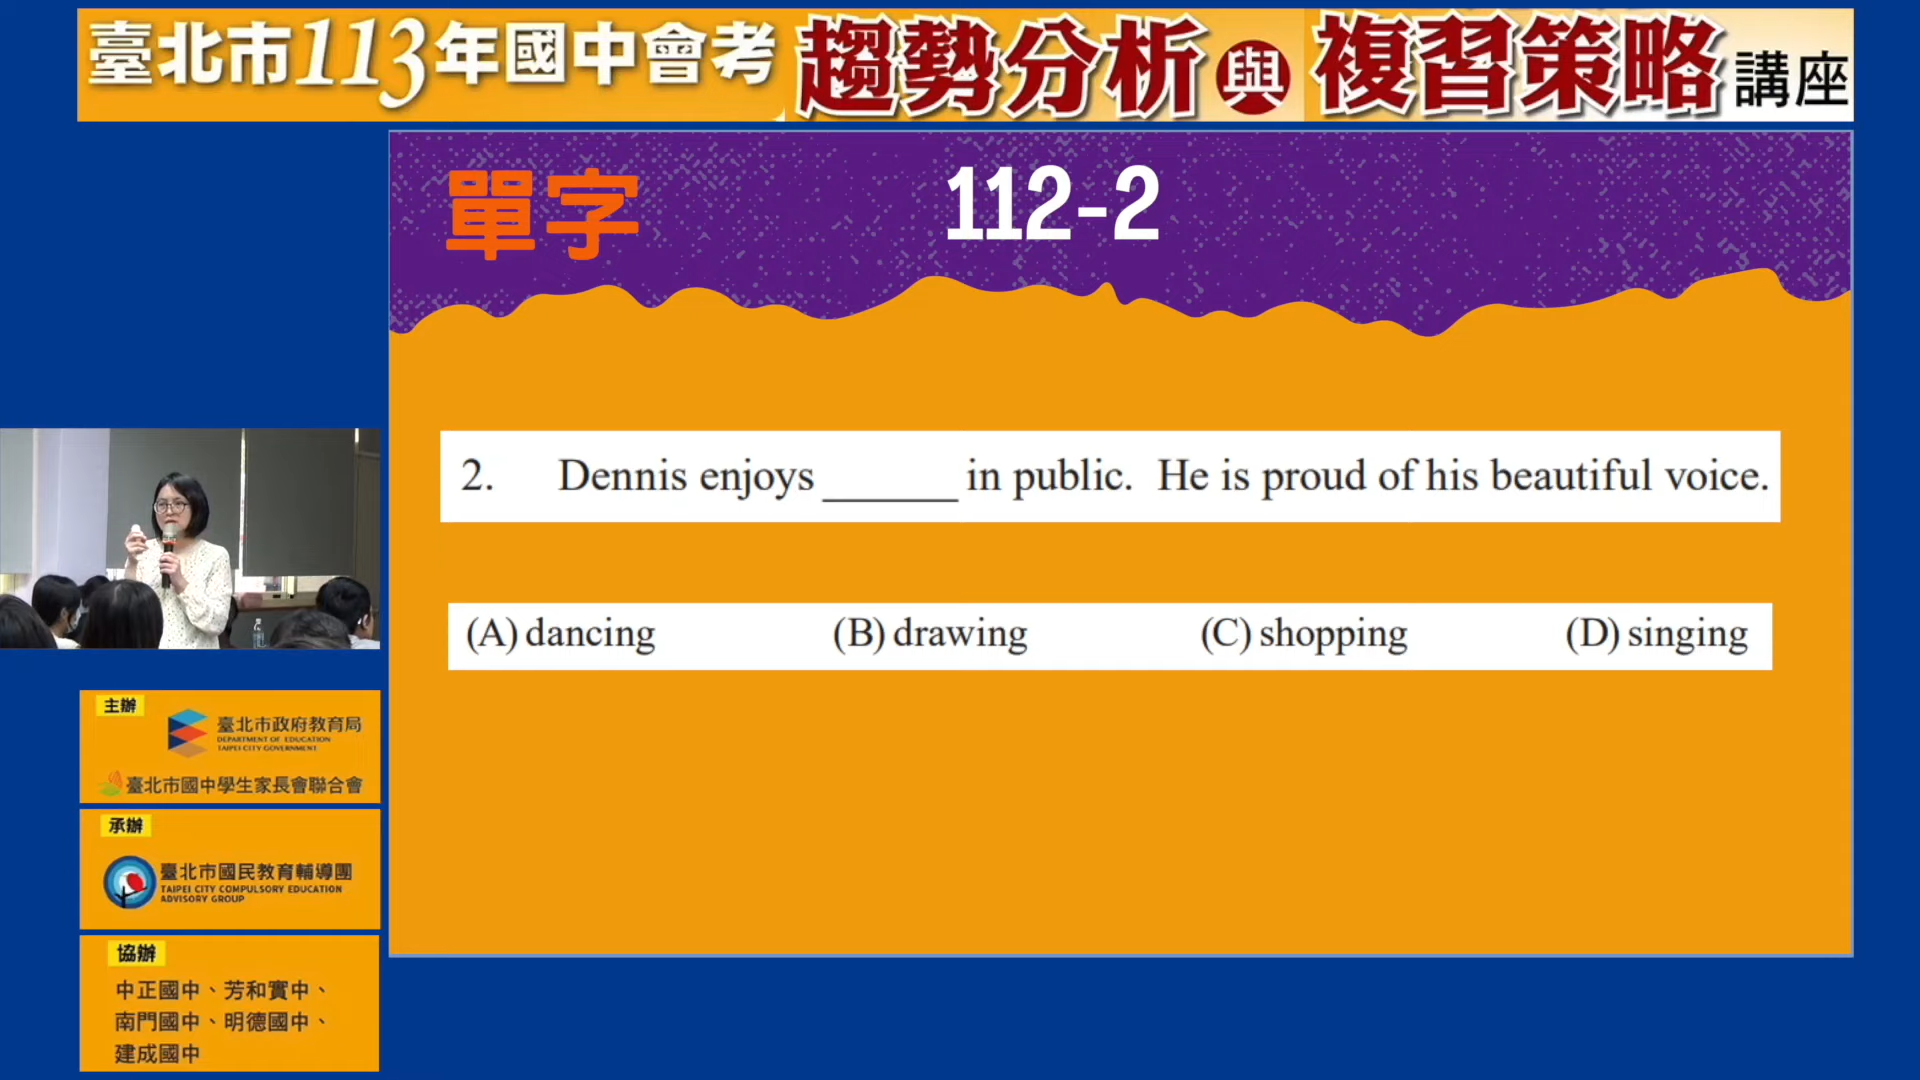 臺北市113年國中會考 趨勢分析與複習策略講座
單字
112-2
2. Dennis enjoys ______ in public. He is proud of his beautiful voice.
(A) dancing (B) drawing (C) shopping (D) singing
主辦
臺北市政府教育局
DEPARTMENT OF EDUCATION
TAIPEI CITY GOVERNMENT
臺北市國中學生家長會聯合會
承辦
臺北市國民教育輔導團
TAIPEI CITY COMPULSORY EDUCATION
ADVISORY GROUP
協辦
中正國中、芳和實中、
南門國中、明德國中、
建成國中